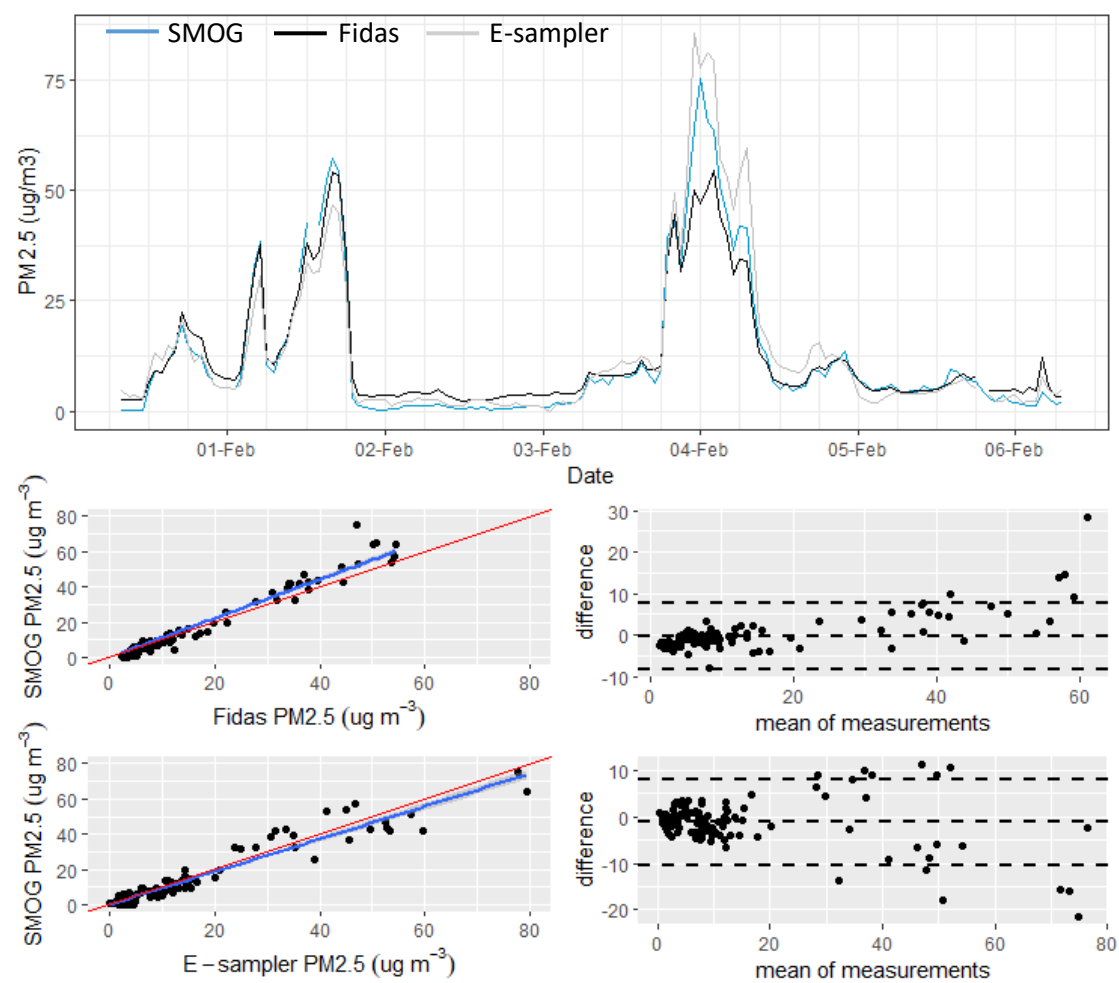 SMOG Fidas E-sampler
75
50
25
0
PM2.5 (ug/m3)
01-Feb 02-Feb 03-Feb 04-Feb 05-Feb 06-Feb
Date
80
60
40
20
0
SMOG PM2.5 (ug m⁻³)
0 20 40 60 80
Fidas PM2.5 (ug m⁻³)
30
20
10
0
-10
difference
0 20 40 60
mean of measurements
80
60
40
20
0
SMOG PM2.5 (ug m⁻³)
0 20 40 60 80
E−sampler PM2.5 (ug m⁻³)
10
0
-10
-20
difference
0 20 40 60 80
mean of measurements